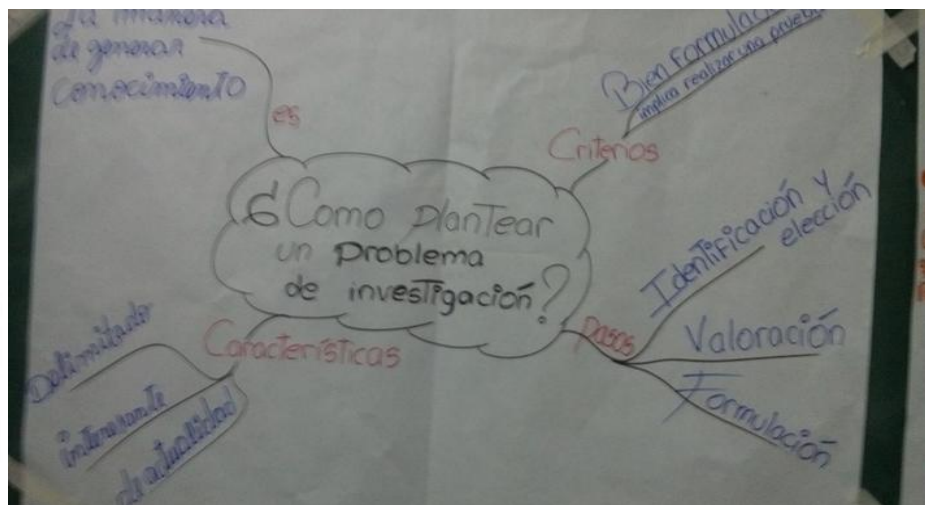 La manera
de generar
conocimiento
es
Criterios
Bien formulad
implica realizar una prueba
¿Como planTear
un problema
de invesTigación?
pasos
IdenTificación y
elección
Valoración
Formulación
CaracterísTicas
Delimitado
interesante
de actualidad